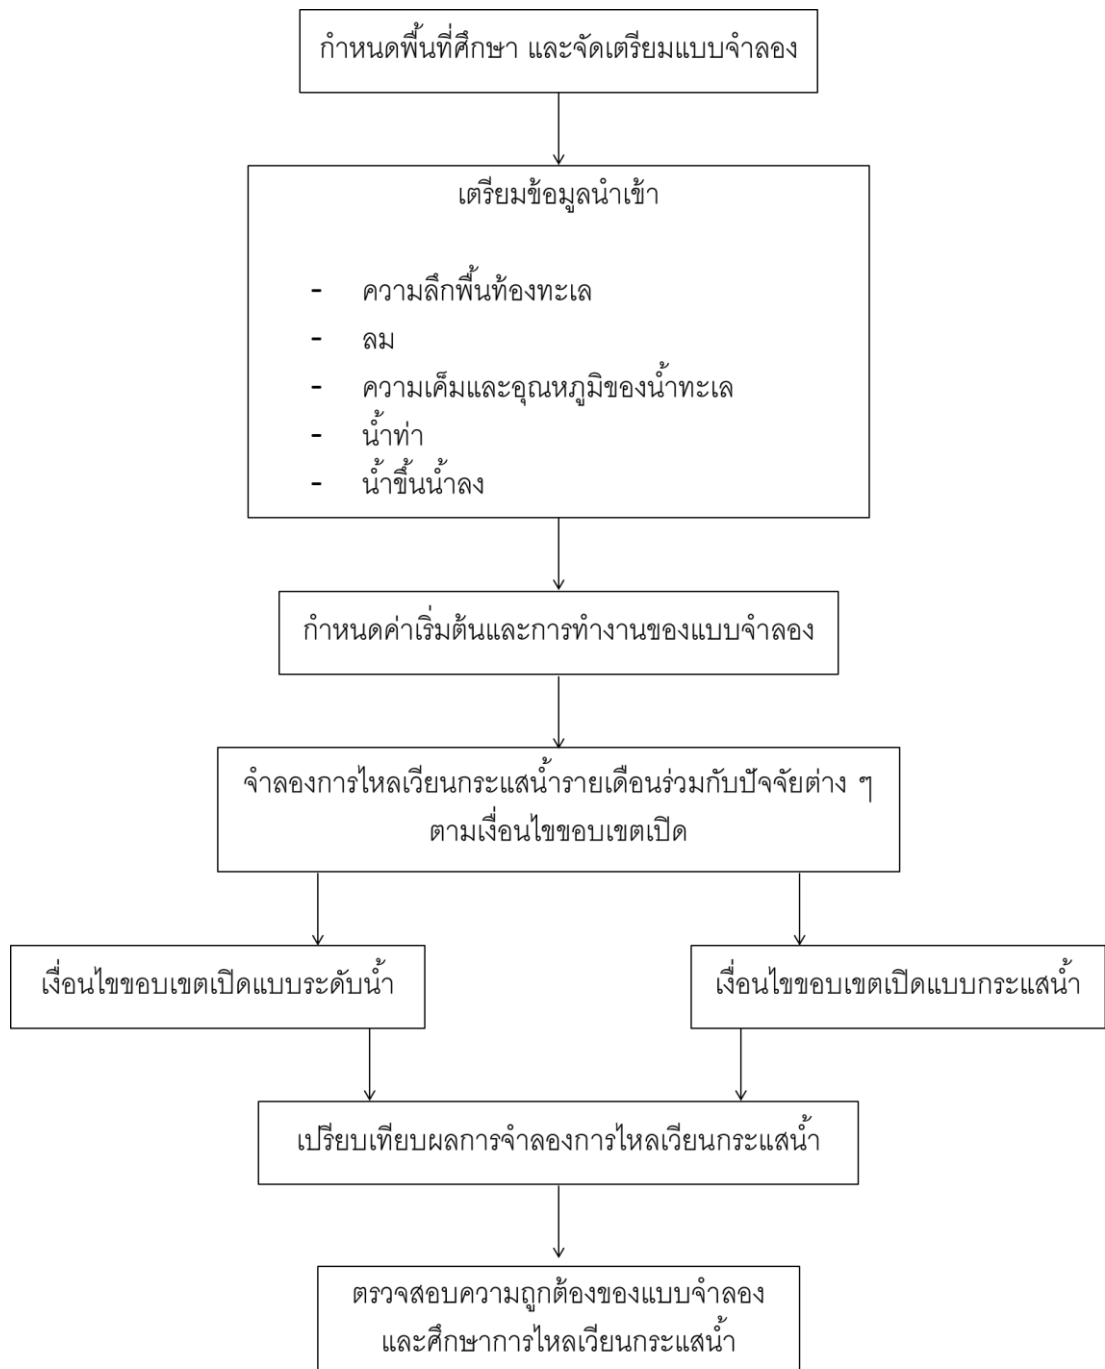 กำหนดพื้นที่ศึกษา และจัดเตรียมแบบจำลอง
เตรียมข้อมูลนำเข้า
- ความลึกพื้นท้องทะเล
- ลม
- ความเค็มและอุณหภูมิของน้ำทะเล
- น้ำท่า
- น้ำขึ้นน้ำลง
กำหนดค่าเริ่มต้นและการทำงานของแบบจำลอง
จำลองการไหลเวียนกระแสน้ำรายเดือนร่วมกับปัจจัยต่าง ๆ
ตามเงื่อนไขขอบเขตเปิด
เงื่อนไขขอบเขตเปิดแบบระดับน้ำ
เงื่อนไขขอบเขตเปิดแบบกระแสน้ำ
เปรียบเทียบผลการจำลองการไหลเวียนกระแสน้ำ
ตรวจสอบความถูกต้องของแบบจำลอง
และศึกษาการไหลเวียนกระแสน้ำ